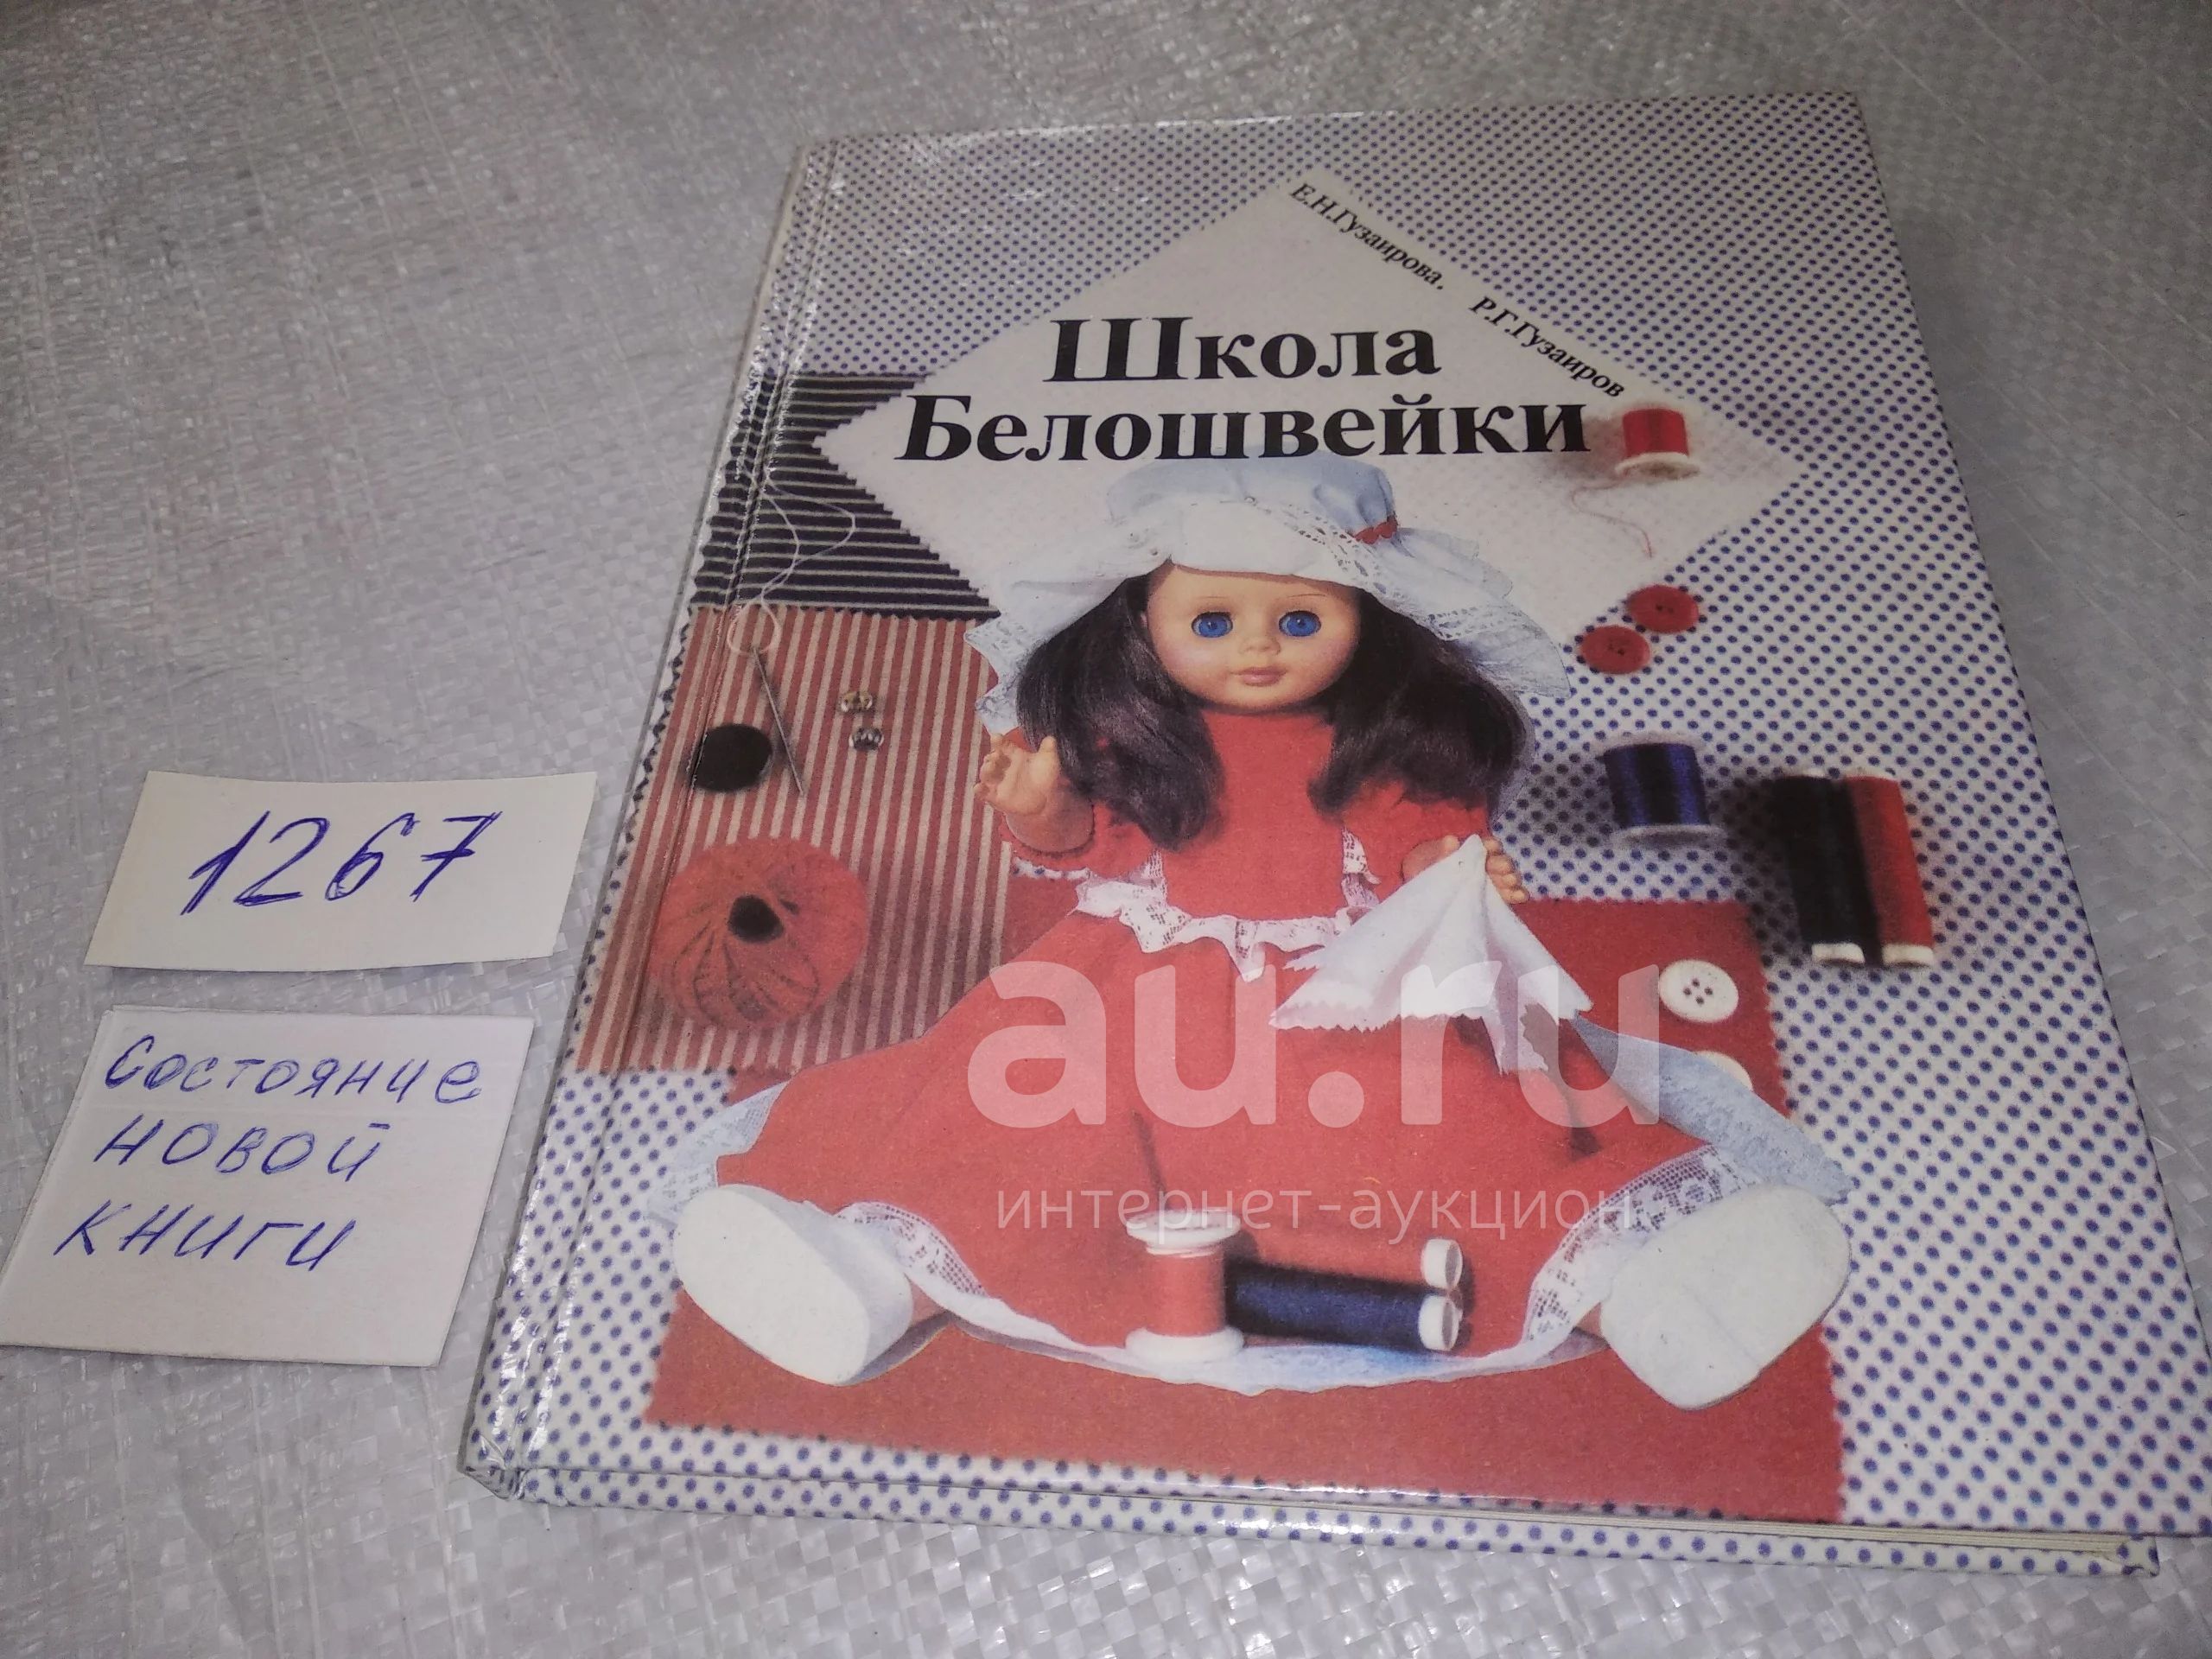 Е.Н.Гузаирова. Р.Г.Гузаиров
Школа
Белошвейки
1267
Состояние
новой
книги
au.ru
интернет-аукцион